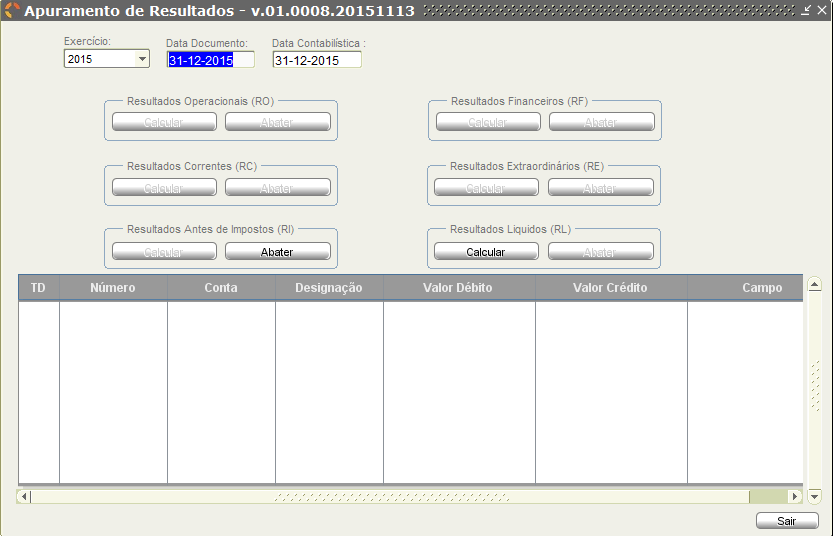 Apuramento de Resultados - v.01.0008.20151113
Exercício: Data Documento: Data Contabilística :
2015 31-12-2015 31-12-2015
Resultados Operacionais (RO) Resultados Financeiros (RF)
Calcular Abater Calcular Abater
Resultados Correntes (RC) Resultados Extraordinários (RE)
Calcular Abater Calcular Abater
Resultados Antes de Impostos (RI) Resultados Liquidos (RL)
Calcular Abater Calcular Abater
TD Número Conta Designação Valor Débito Valor Crédito Campo
Sair